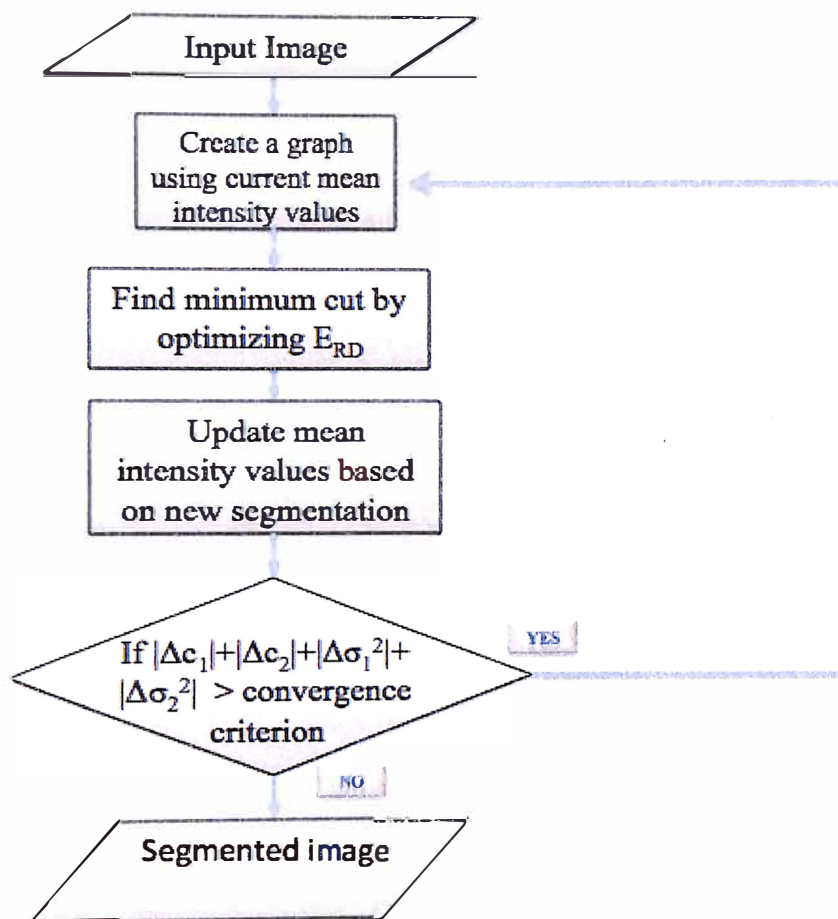 Input Image
Create a graph
using current mean
intensity values
Find minimum cut by
optimizing E_RD
Update mean
intensity values based
on new segmentation
YES
If |Δc₁|+|Δc₂|+|Δσ₁²|+
|Δσ₂²| > convergence
criterion
NO
Segmented image